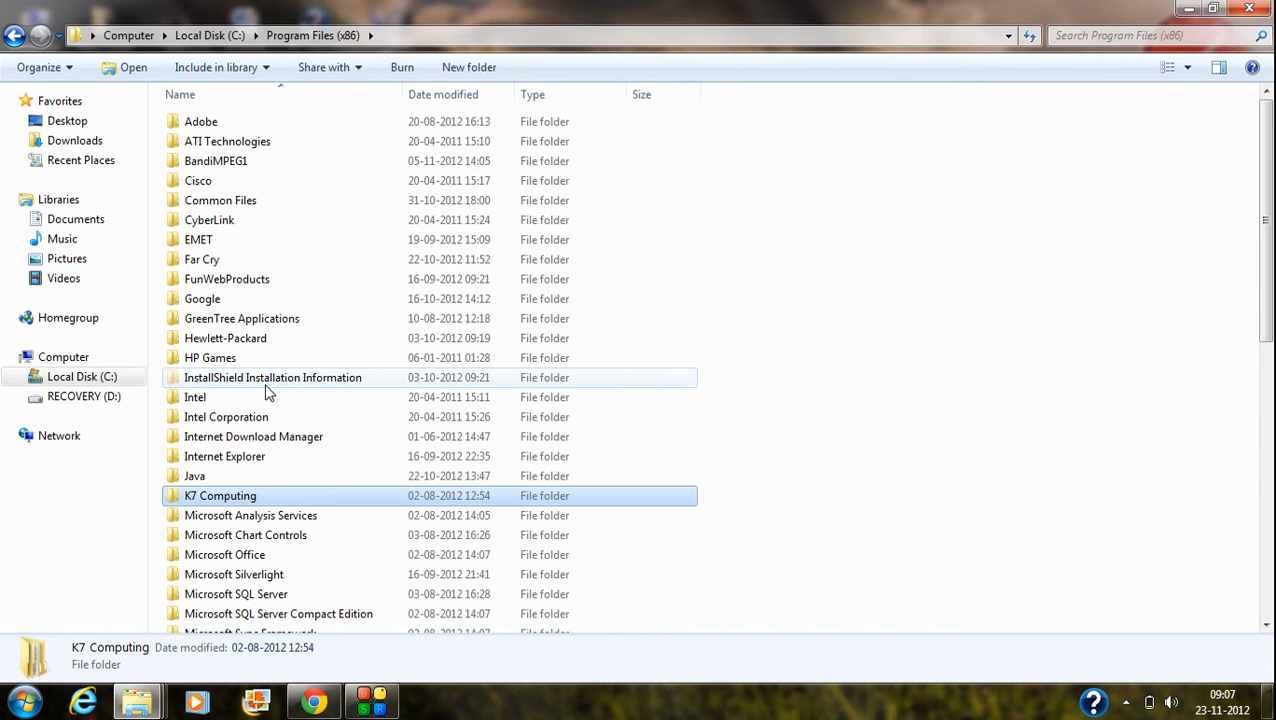 Computer Local Disk (C:) Program Files (x86) Search Program Files (x86)
Organize Open Include in library Share with Burn New folder
Name Date modified Type Size
Favorites
Desktop
Downloads
Recent Places
Libraries
Documents
Music
Pictures
Videos
Homegroup
Computer
Local Disk (C:)
RECOVERY (D:)
Network
Adobe 20-08-2012 16:13 File folder
ATI Technologies 20-04-2011 15:10 File folder
BandiMPEG1 05-11-2012 14:05 File folder
Cisco 20-04-2011 15:17 File folder
Common Files 31-10-2012 18:00 File folder
CyberLink 20-04-2011 15:24 File folder
EMET 19-09-2012 15:09 File folder
Far Cry 22-10-2012 11:52 File folder
FunWebProducts 16-09-2012 09:21 File folder
Google 16-10-2012 14:12 File folder
GreenTree Applications 10-08-2012 12:18 File folder
Hewlett-Packard 03-10-2012 09:19 File folder
HP Games 06-01-2011 01:28 File folder
InstallShield Installation Information 03-10-2012 09:21 File folder
Intel 20-04-2011 15:11 File folder
Intel Corporation 20-04-2011 15:26 File folder
Internet Download Manager 01-06-2012 14:47 File folder
Internet Explorer 16-09-2012 22:35 File folder
Java 22-10-2012 13:47 File folder
K7 Computing 02-08-2012 12:54 File folder
Microsoft Analysis Services 02-08-2012 14:05 File folder
Microsoft Chart Controls 03-08-2012 16:26 File folder
Microsoft Office 02-08-2012 14:07 File folder
Microsoft Silverlight 16-09-2012 21:41 File folder
Microsoft SQL Server 03-08-2012 16:28 File folder
Microsoft SQL Server Compact Edition 02-08-2012 14:07 File folder
Microsoft Sync Framework 02-08-2012 14:07 File folder
K7 Computing Date modified: 02-08-2012 12:54
File folder
09:07
23-11-2012